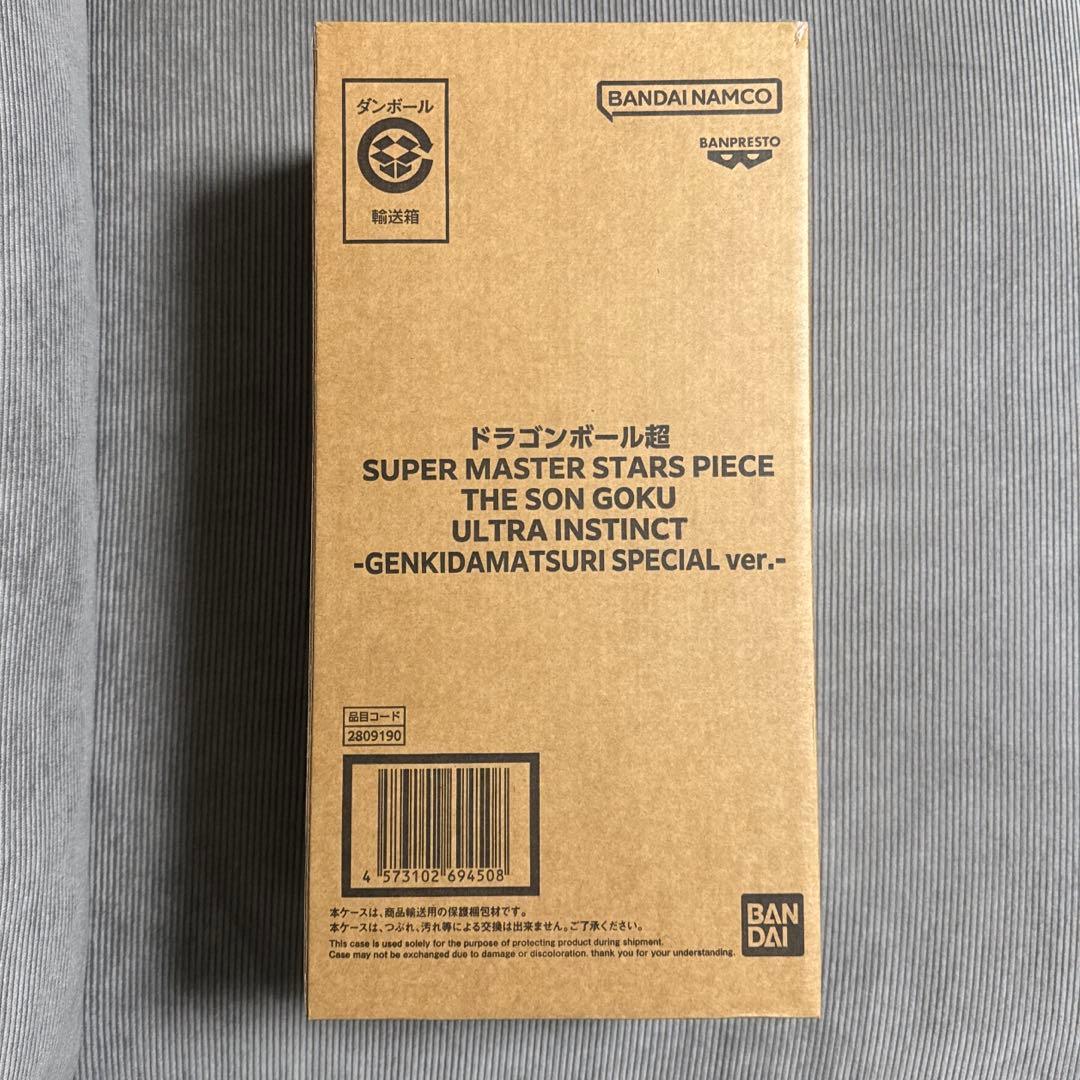 ダンボール
輸送箱
BANDAI NAMCO
BANPRESTO
ドラゴンボール超
SUPER MASTER STARS PIECE
THE SON GOKU
ULTRA INSTINCT
-GENKIDAMATSURI SPECIAL ver.-
品目コード
2809190
4 573102 694508
本ケースは、商品輸送用の保護梱包材です。
本ケースは、つぶれ、汚れ等による交換は出来ません。ご了承ください。
This case is used solely for the purpose of protecting product during shipment.
Case may not be exchanged due to damage or discoloration. thank you for your understanding.
BAN
DAI